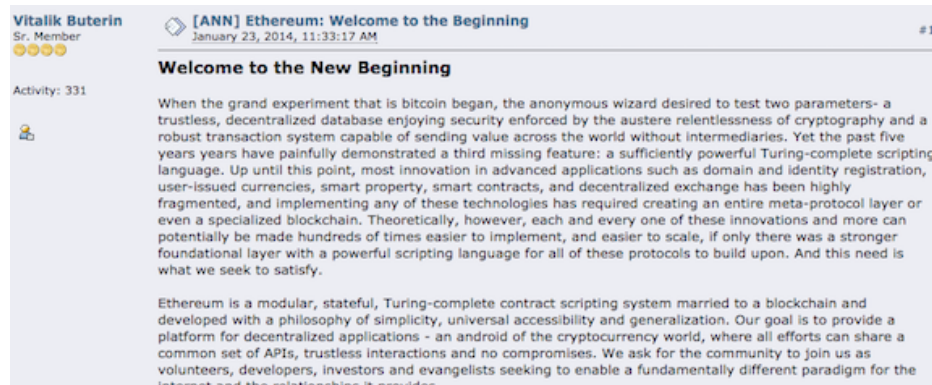 Vitalik Buterin
Sr. Member
Activity: 331
[ANN] Ethereum: Welcome to the Beginning
January 23, 2014, 11:33:17 AM
#1
Welcome to the New Beginning
When the grand experiment that is bitcoin began, the anonymous wizard desired to test two parameters- a
trustless, decentralized database enjoying security enforced by the austere relentlessness of cryptography and a
robust transaction system capable of sending value across the world without intermediaries. Yet the past five
years years have painfully demonstrated a third missing feature: a sufficiently powerful Turing-complete scripting
language. Up until this point, most innovation in advanced applications such as domain and identity registration,
user-issued currencies, smart property, smart contracts, and decentralized exchange has been highly
fragmented, and implementing any of these technologies has required creating an entire meta-protocol layer or
even a specialized blockchain. Theoretically, however, each and every one of these innovations and more can
potentially be made hundreds of times easier to implement, and easier to scale, if only there was a stronger
foundational layer with a powerful scripting language for all of these protocols to build upon. And this need is
what we seek to satisfy.
Ethereum is a modular, stateful, Turing-complete contract scripting system married to a blockchain and
developed with a philosophy of simplicity, universal accessibility and generalization. Our goal is to provide a
platform for decentralized applications - an android of the cryptocurrency world, where all efforts can share a
common set of APIs, trustless interactions and no compromises. We ask for the community to join us as
volunteers, developers, investors and evangelists seeking to enable a fundamentally different paradigm for the
internet and the relationships it provides.